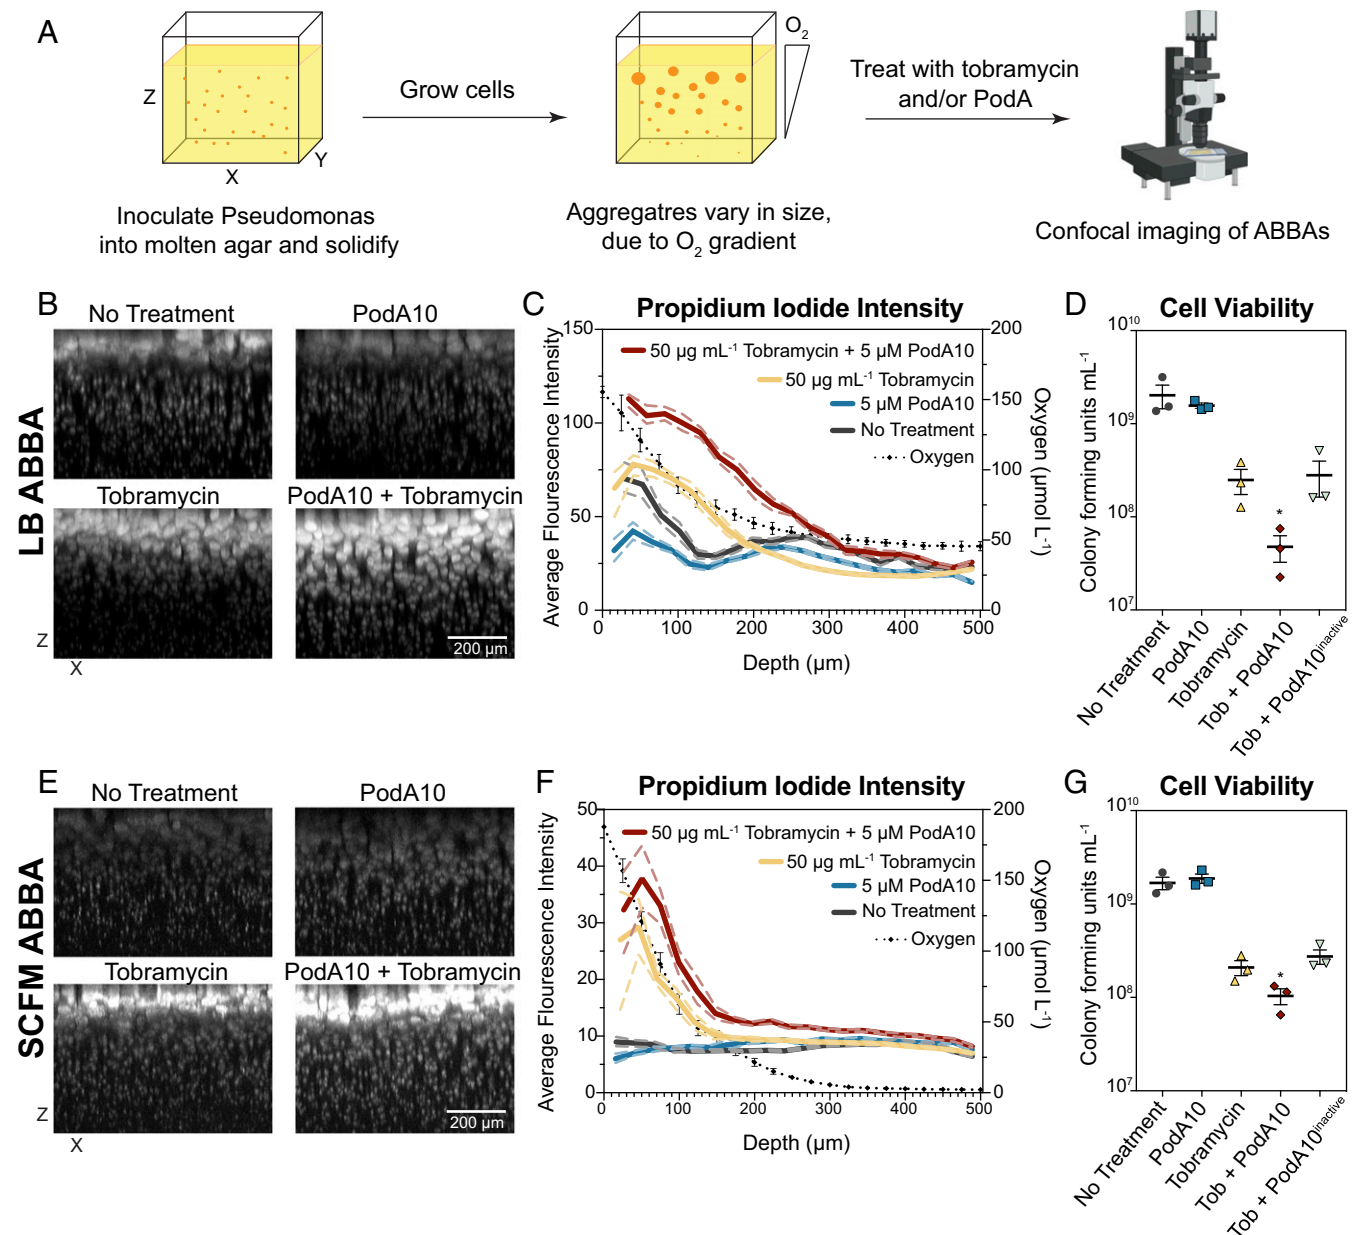 A
Z
X
Y
Inoculate Pseudomonas
into molten agar and solidify
Grow cells
O2
Aggregatres vary in size,
due to O2 gradient
Treat with tobramycin
and/or PodA
Confocal imaging of ABBAs
B
LB ABBA
No Treatment
PodA10
Tobramycin
PodA10 + Tobramycin
200 µm
Z
X
C
Propidium Iodide Intensity
Average Flourescence Intensity
150
100
50
0
50 µg mL-1 Tobramycin + 5 µM PodA10
50 µg mL-1 Tobramycin
5 µM PodA10
No Treatment
Oxygen
200
150
100
50
0
Oxygen (µmol L-1)
0 100 200 300 400 500
Depth (µm)
D
Cell Viability
Colony forming units mL-1
10^10
10^9
10^8
10^7
*
No Treatment
PodA10
Tobramycin
Tob + PodA10
Tob + PodA10inactive
E
SCFM ABBA
No Treatment
PodA10
Tobramycin
PodA10 + Tobramycin
200 µm
Z
X
F
Propidium Iodide Intensity
Average Flourescence Intensity
50
40
30
20
10
0
50 µg mL-1 Tobramycin + 5 µM PodA10
50 µg mL-1 Tobramycin
5 µM PodA10
No Treatment
Oxygen
200
150
100
50
0
Oxygen (µmol L-1)
0 100 200 300 400 500
Depth (µm)
G
Cell Viability
Colony forming units mL-1
10^10
10^9
10^8
10^7
*
No Treatment
PodA10
Tobramycin
Tob + PodA10
Tob + PodA10inactive